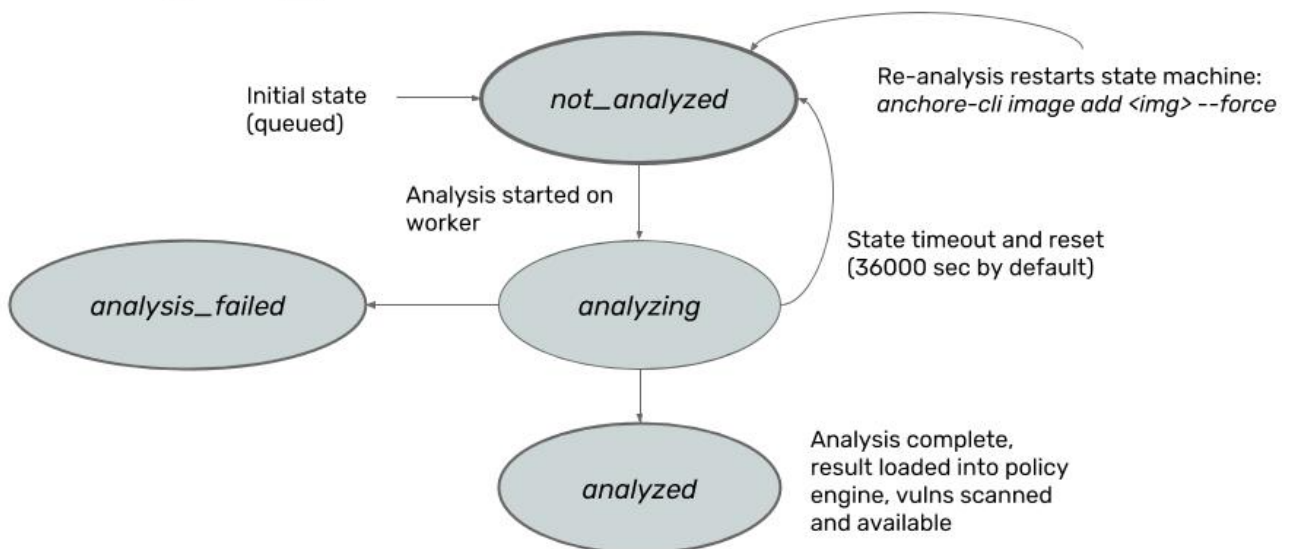 not_analyzed
Initial state
(queued)
Re-analysis restarts state machine:
anchore-cli image add <img> --force
Analysis started on
worker
State timeout and reset
(36000 sec by default)
analysis_failed
analyzing
analyzed
Analysis complete,
result loaded into policy
engine, vulns scanned
and available